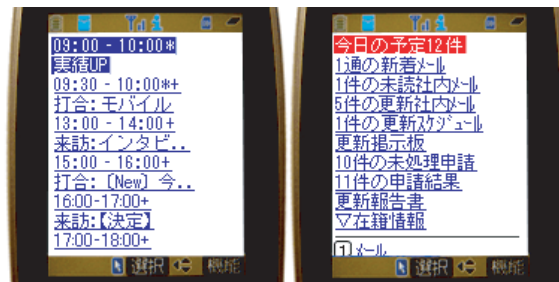 09:00 - 10:00*
実績UP
09:30 - 10:00*+
打合: モバイル
13:00 - 14:00+
来訪:インタビ..
15:00 - 16:00+
打合:〔New〕今..
16:00-17:00+
来訪:【決定】
17:00-18:00+
選択
機能
今日の予定12件
1通の新着ﾒｰﾙ
1件の未読社内ﾒｰﾙ
5件の更新社内ﾒｰﾙ
1件の更新ｽｹｼﾞｭｰﾙ
更新掲示板
10件の未処理申請
11件の申請結果
更新報告書
▽在籍情報
1 ﾒｰﾙ
選択
機能